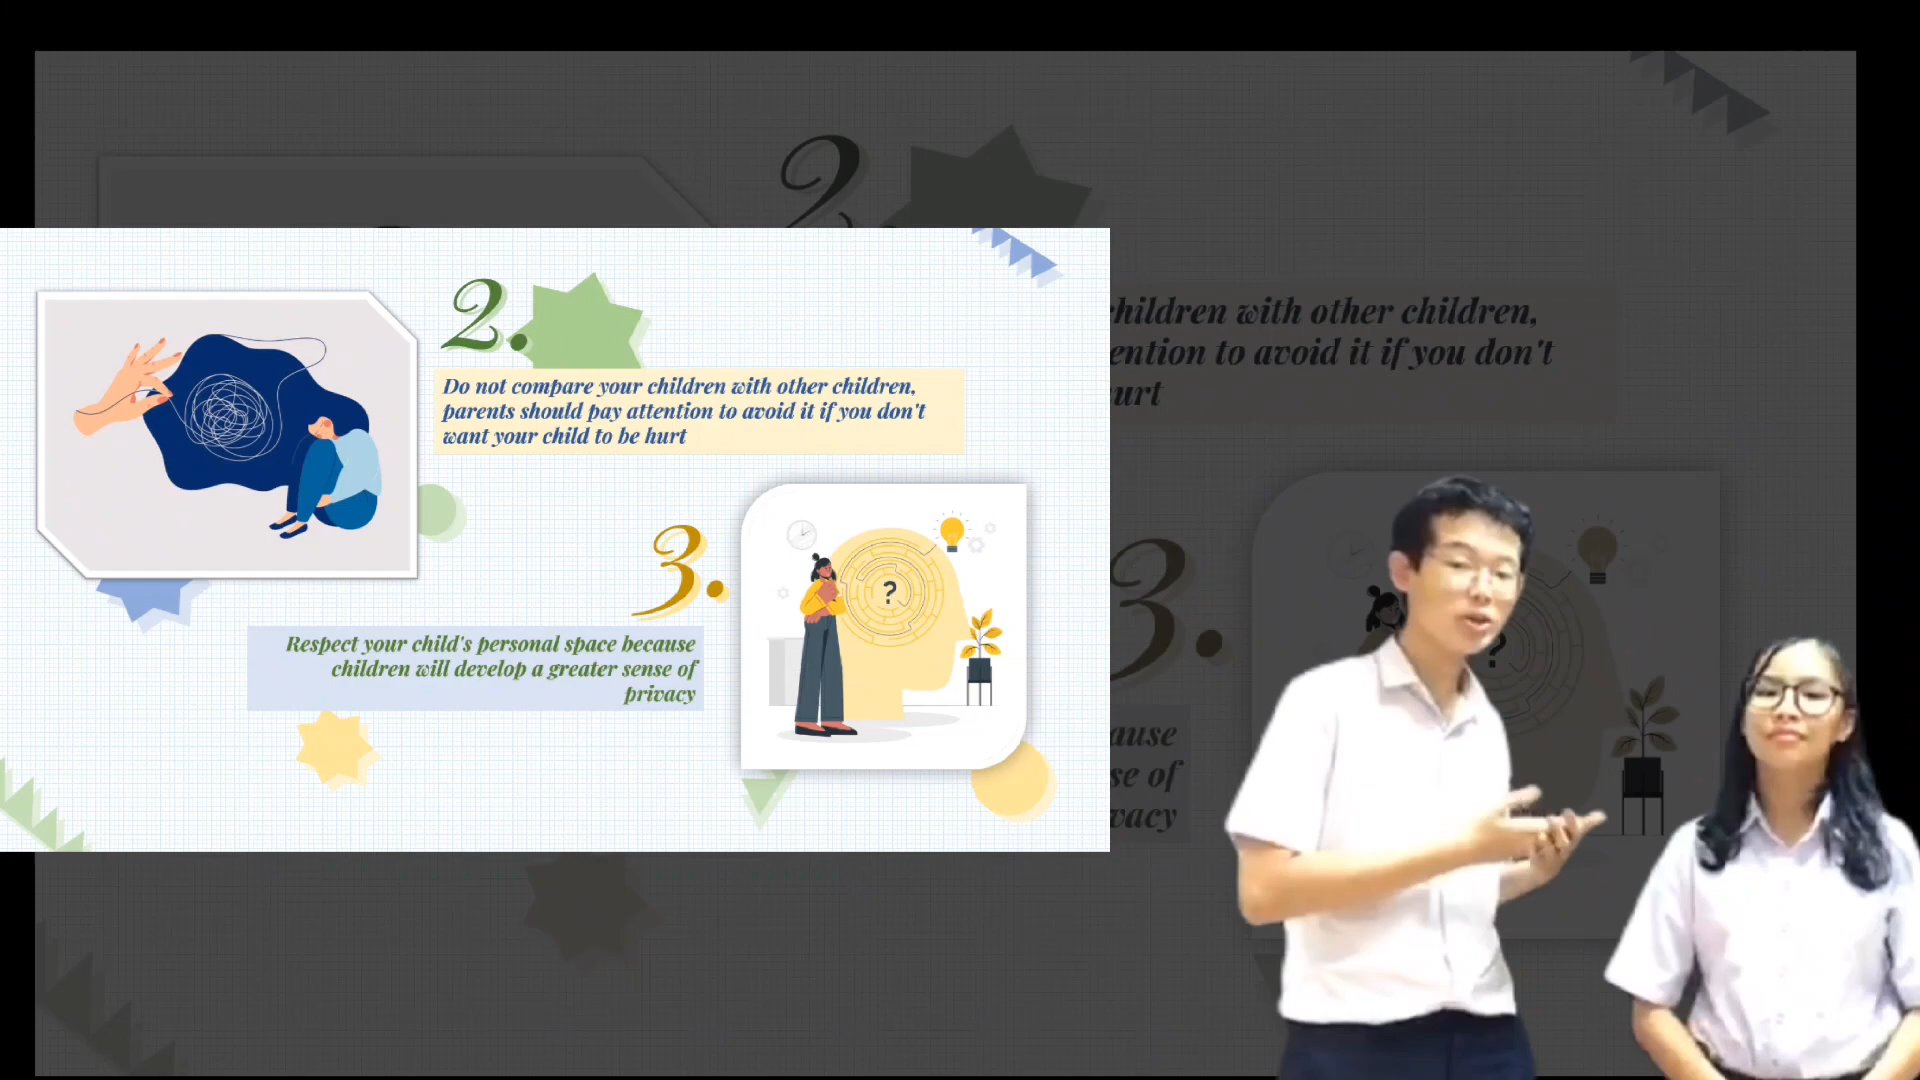 2.
Do not compare your children with other children,
parents should pay attention to avoid it if you don't
want your child to be hurt
3.
Respect your child's personal space because
children will develop a greater sense of
privacy
?
2.
children with other children,
ention to avoid it if you don't
urt
3.
?
ause
se of
vacy